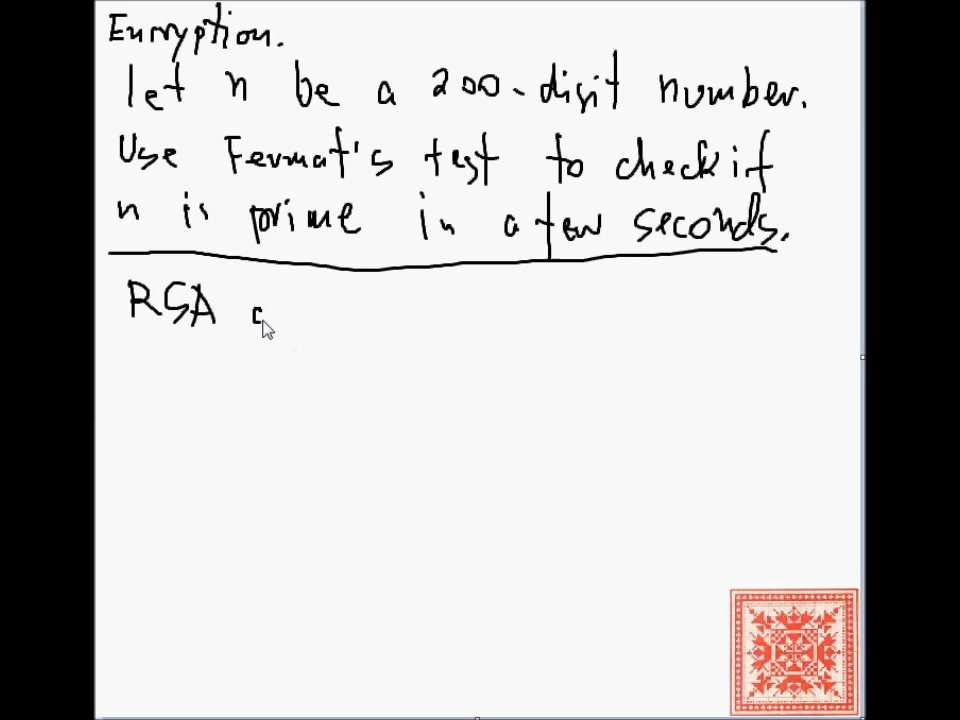 Encryption.
let n be a 200-digit number.
Use Fermat's test to check if
n is prime in a few seconds.
RSA